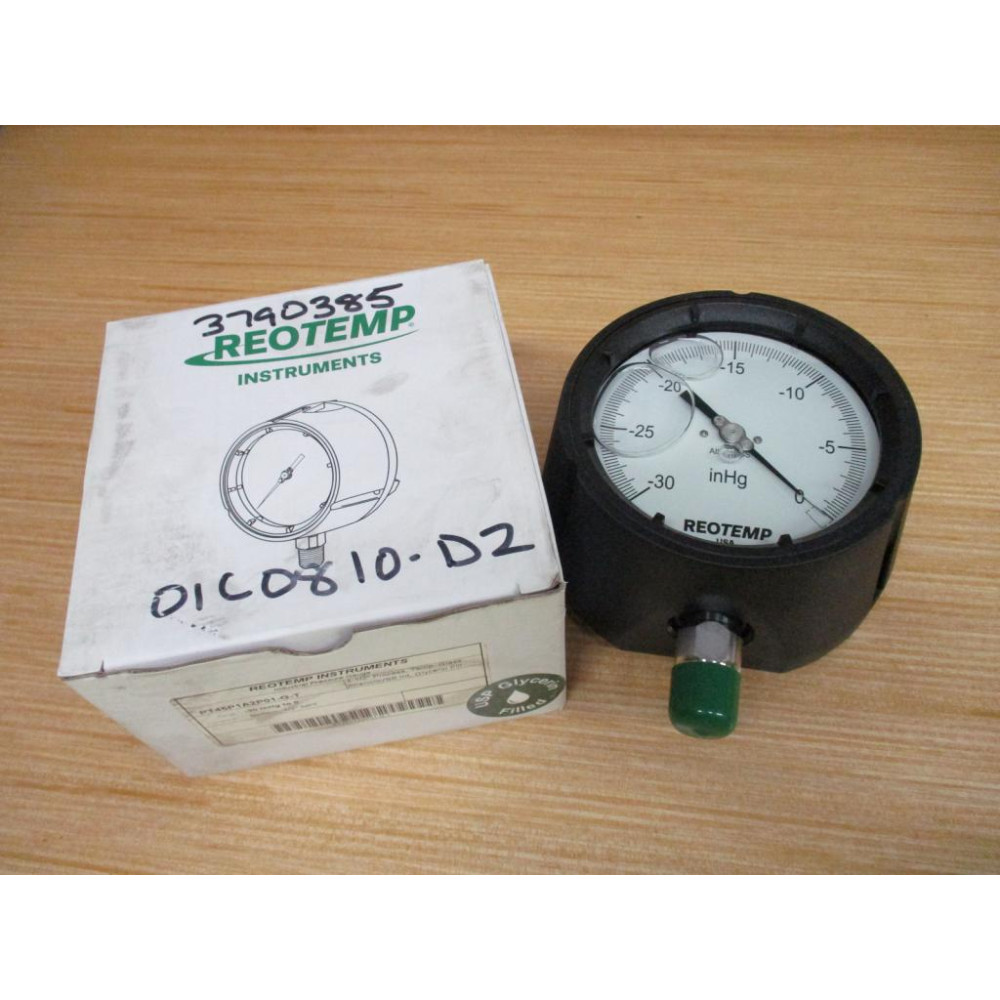 3790385
REOTEMP
INSTRUMENTS
01C0810-D2
REOTEMP INSTRUMENTS
USA Glycerin
Filled
-15
-20
-10
-25
-5
-30
inHg
0
REOTEMP
USA